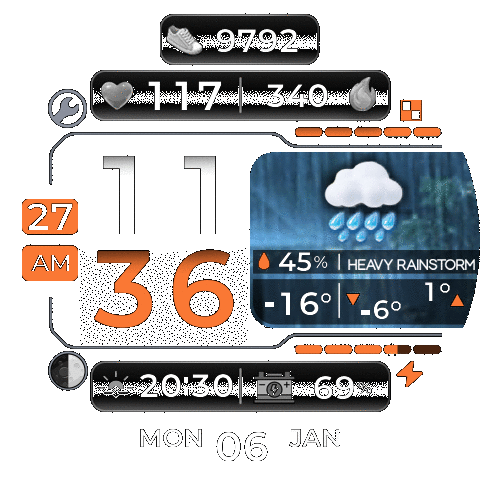 9792
117 | 340
11
27
36
AM
45% | HEAVY RAINSTORM
-16° | -6° 1°
20:30 | 69%
MON 06 JAN